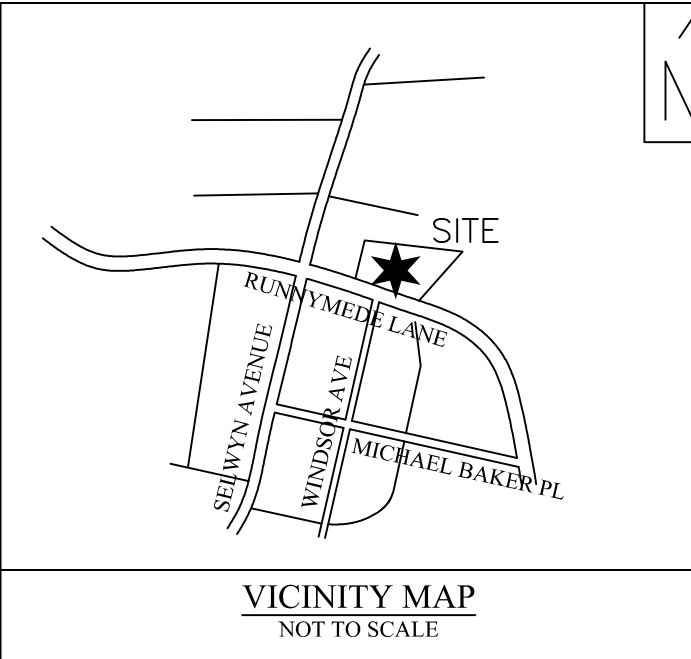 N
SITE
RUNNYMEDE LANE
SELWYN AVENUE
WINDSOR AVE
MICHAEL BAKER PL
VICINITY MAP
NOT TO SCALE